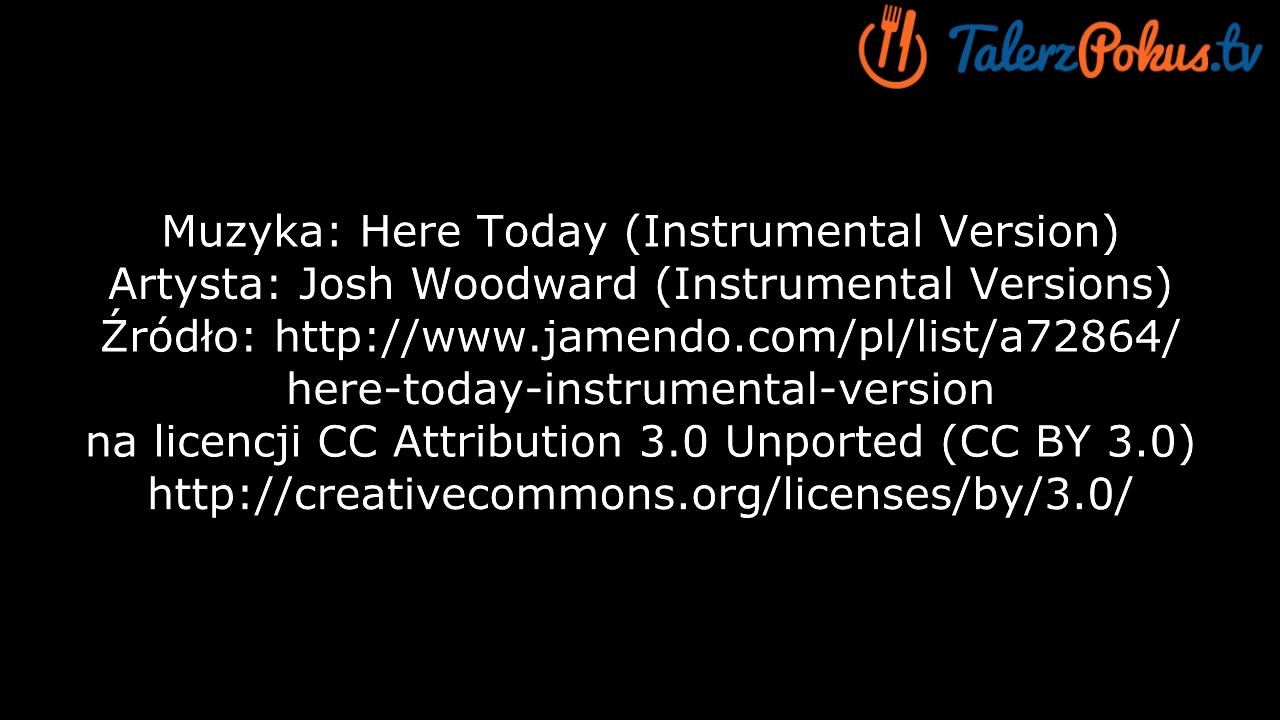 TalerzPokus.tv
Muzyka: Here Today (Instrumental Version)
Artysta: Josh Woodward (Instrumental Versions)
Źródło: http://www.jamendo.com/pl/list/a72864/
here-today-instrumental-version
na licencji CC Attribution 3.0 Unported (CC BY 3.0)
http://creativecommons.org/licenses/by/3.0/